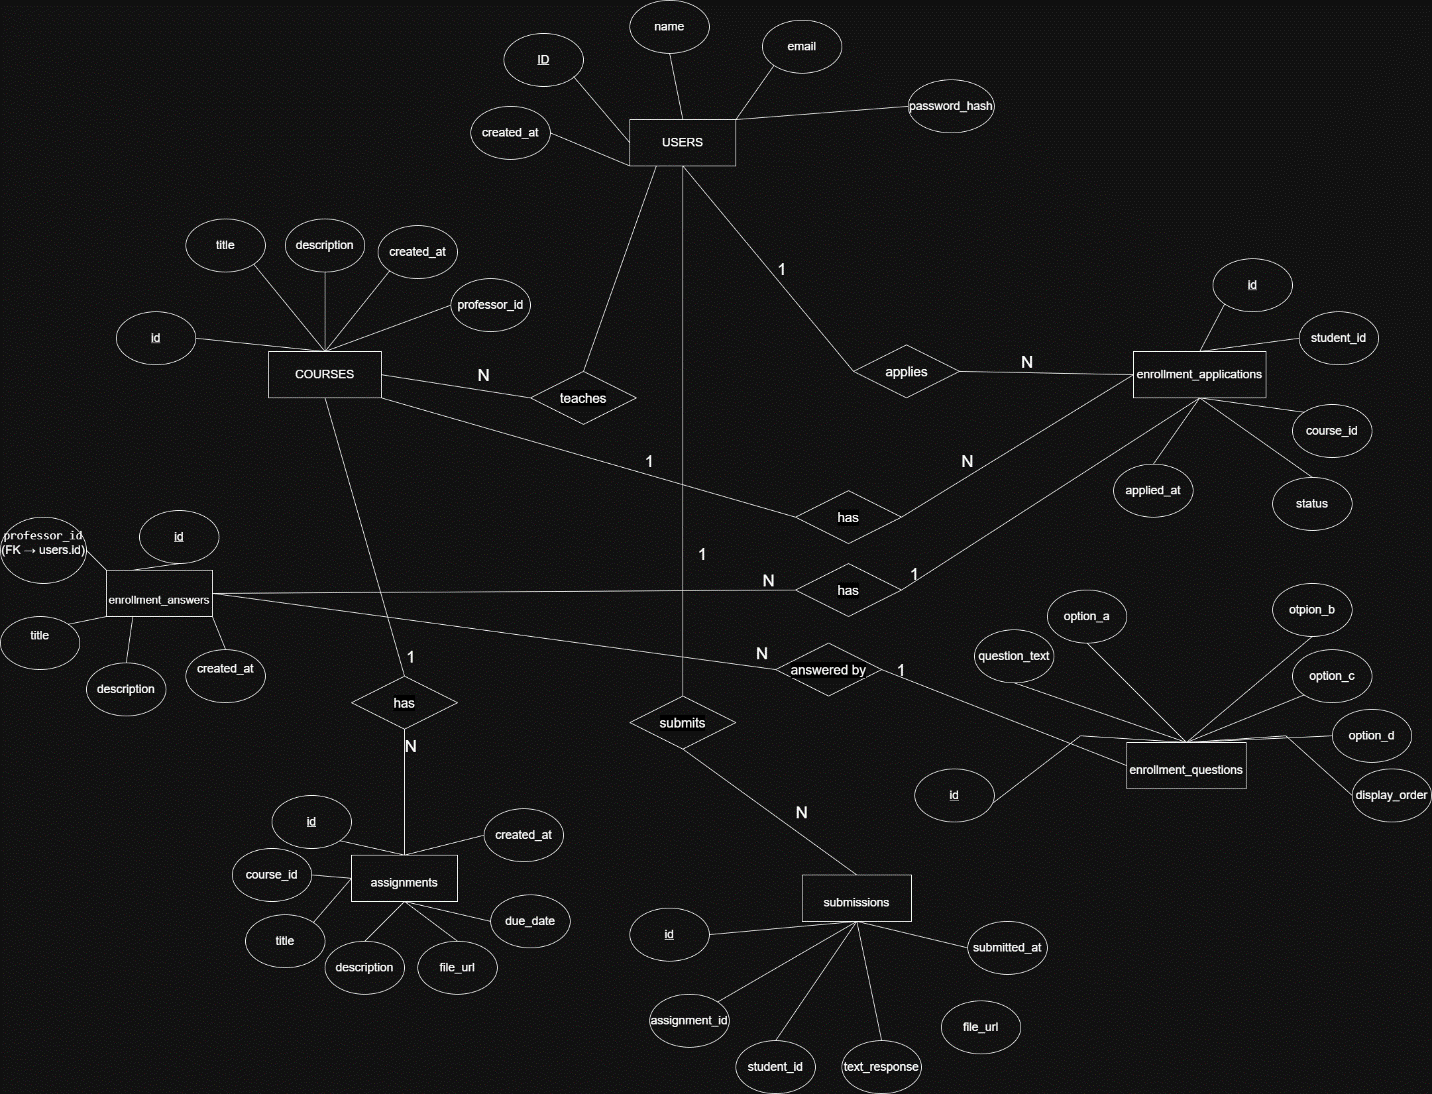 name
email
ID
password_hash
created_at
USERS
title
description
created_at
professor_id
id
COURSES
N
teaches
1
applies
N
id
student_id
enrollment_applications
course_id
status
applied_at
1
N
has
professor_id
(FK → users.id)
id
enrollment_answers
title
description
created_at
1
N
has
1
N
answered by
1
option_a
otpion_b
question_text
option_c
option_d
enrollment_questions
id
display_order
1
has
N
submits
N
id
created_at
course_id
assignments
title
due_date
description
file_url
submissions
id
submitted_at
assignment_id
file_url
student_id
text_response